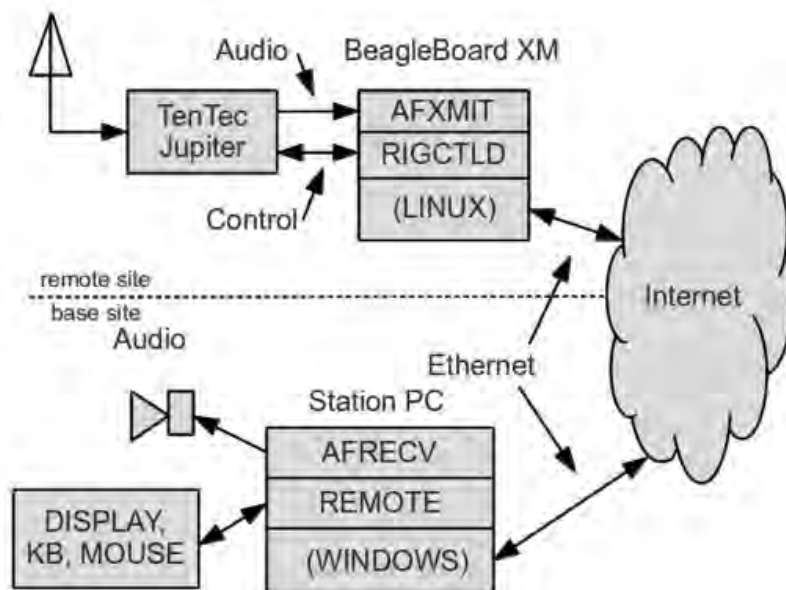 Audio
BeagleBoard XM
TenTec
Jupiter
AFXMIT
RIGCTLD
(LINUX)
Control
remote site
base site
Internet
Audio
Ethernet
Station PC
AFRECV
REMOTE
(WINDOWS)
DISPLAY,
KB, MOUSE